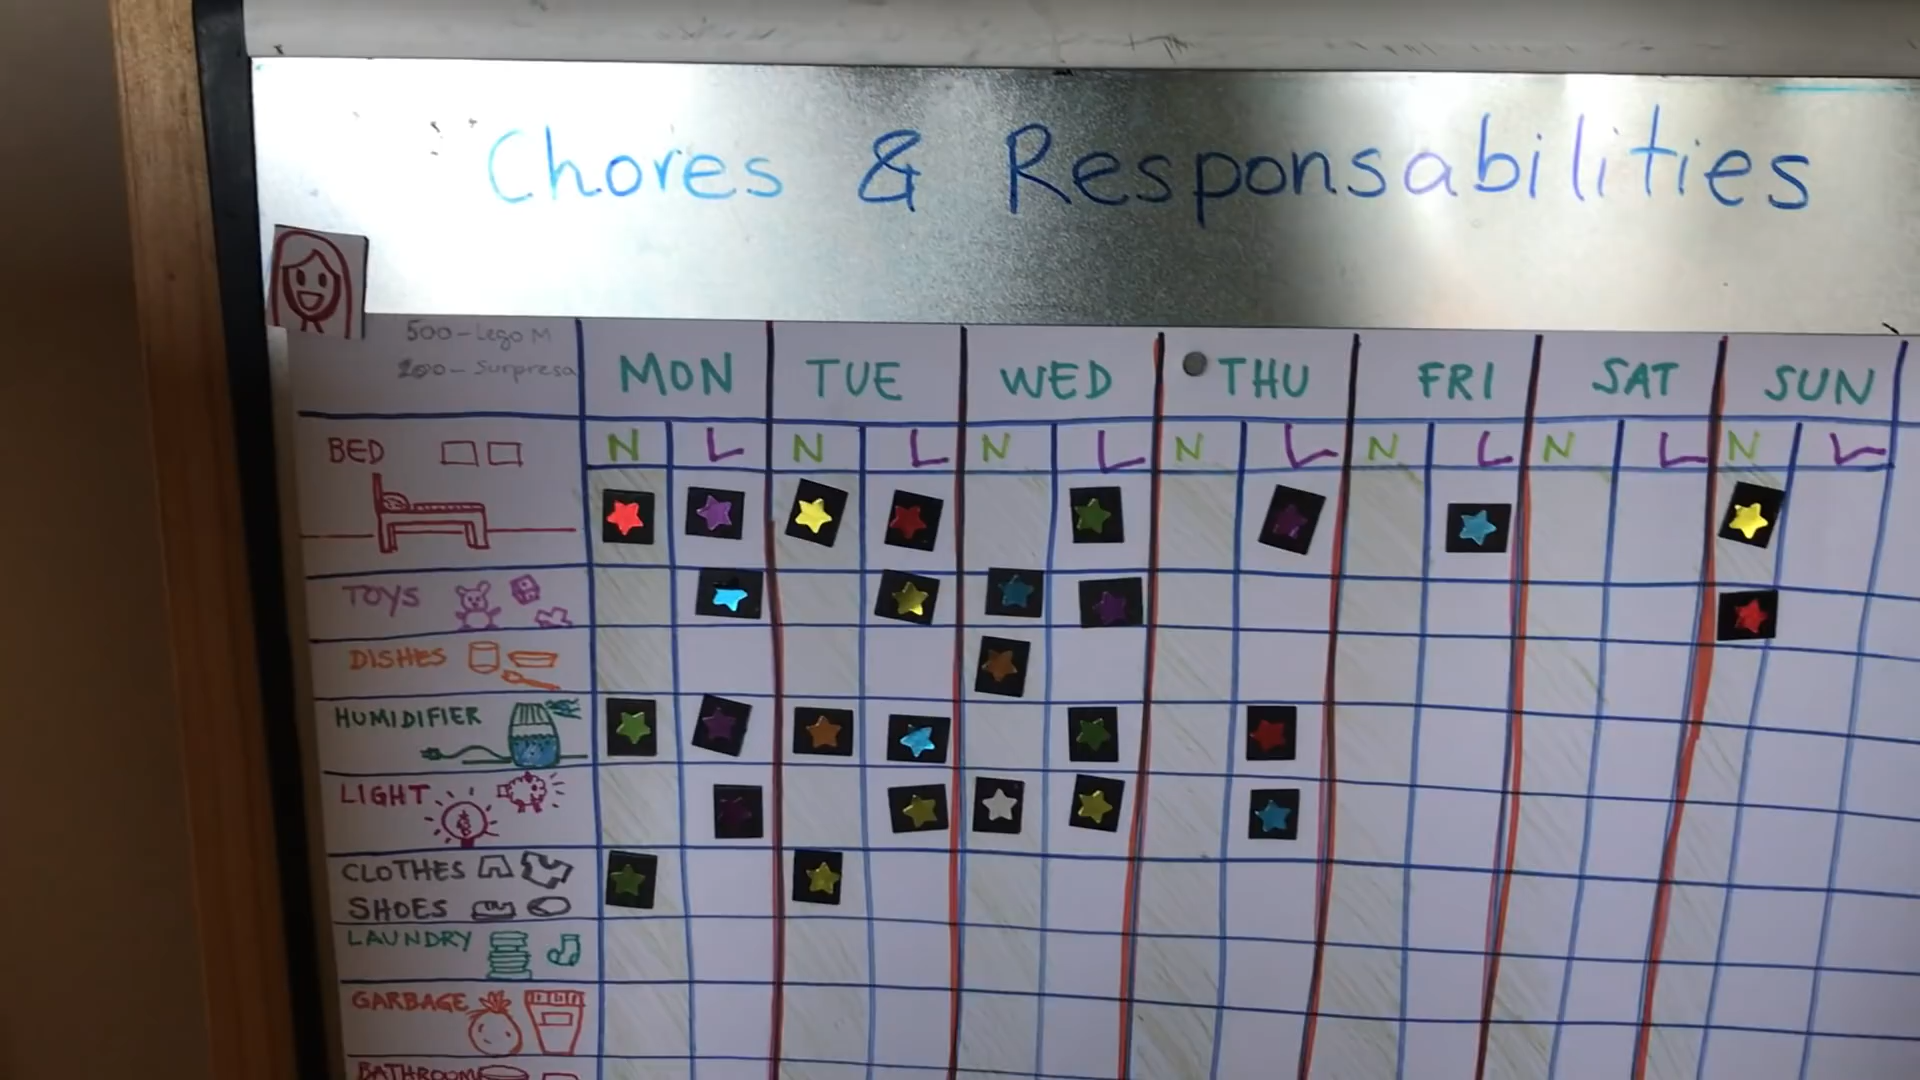 Chores & Responsabilities
500 - Lego M
200 - Surpresa
MON TUE WED THU FRI SAT SUN
BED N L N L N L N L N L N L N L
TOYS
DISHES
HUMIDIFIER
LIGHT
CLOTHES
SHOES
LAUNDRY
GARBAGE
BATHROOM